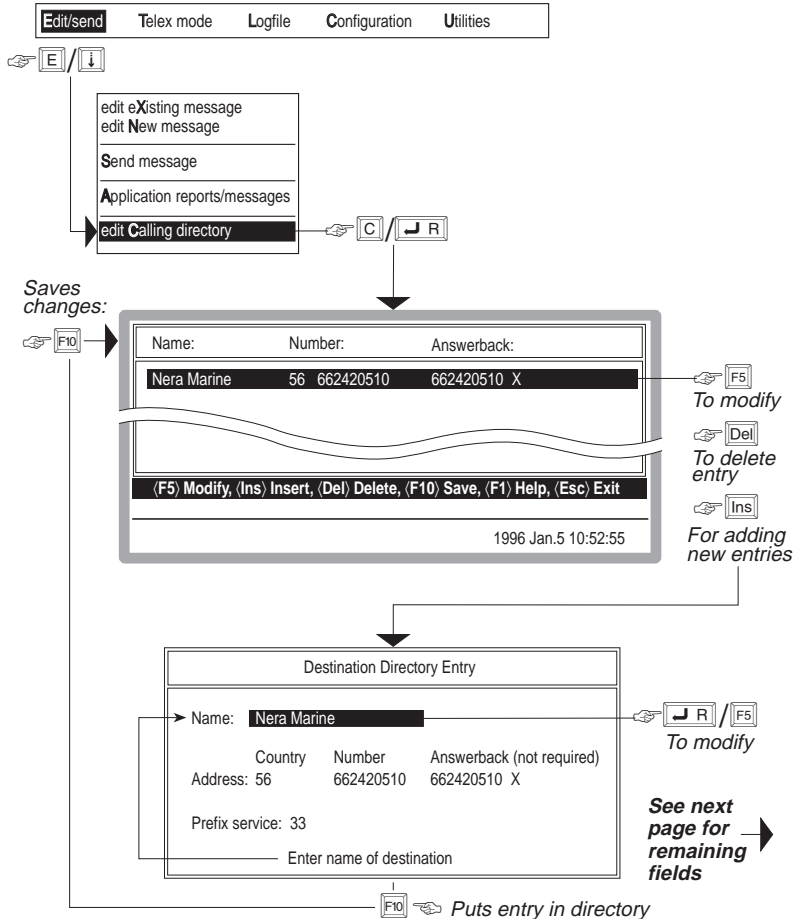 Edit/send Telex mode Logfile Configuration Utilities
E / ↓
edit eXisting message
edit New message
Send message
Application reports/messages
edit Calling directory
C / ↵ R
Saves
changes:
F10
Name: Number: Answerback:
Nera Marine 56 662420510 662420510 X
F5
To modify
Del
To delete
entry
Ins
For adding
new entries
⟨F5⟩ Modify, ⟨Ins⟩ Insert, ⟨Del⟩ Delete, ⟨F10⟩ Save, ⟨F1⟩ Help, ⟨Esc⟩ Exit
1996 Jan.5 10:52:55
Destination Directory Entry
Name: Nera Marine
↵ R / F5
To modify
Country Number Answerback (not required)
Address: 56 662420510 662420510 X
Prefix service: 33
Enter name of destination
See next
page for
remaining
fields
F10 Puts entry in directory